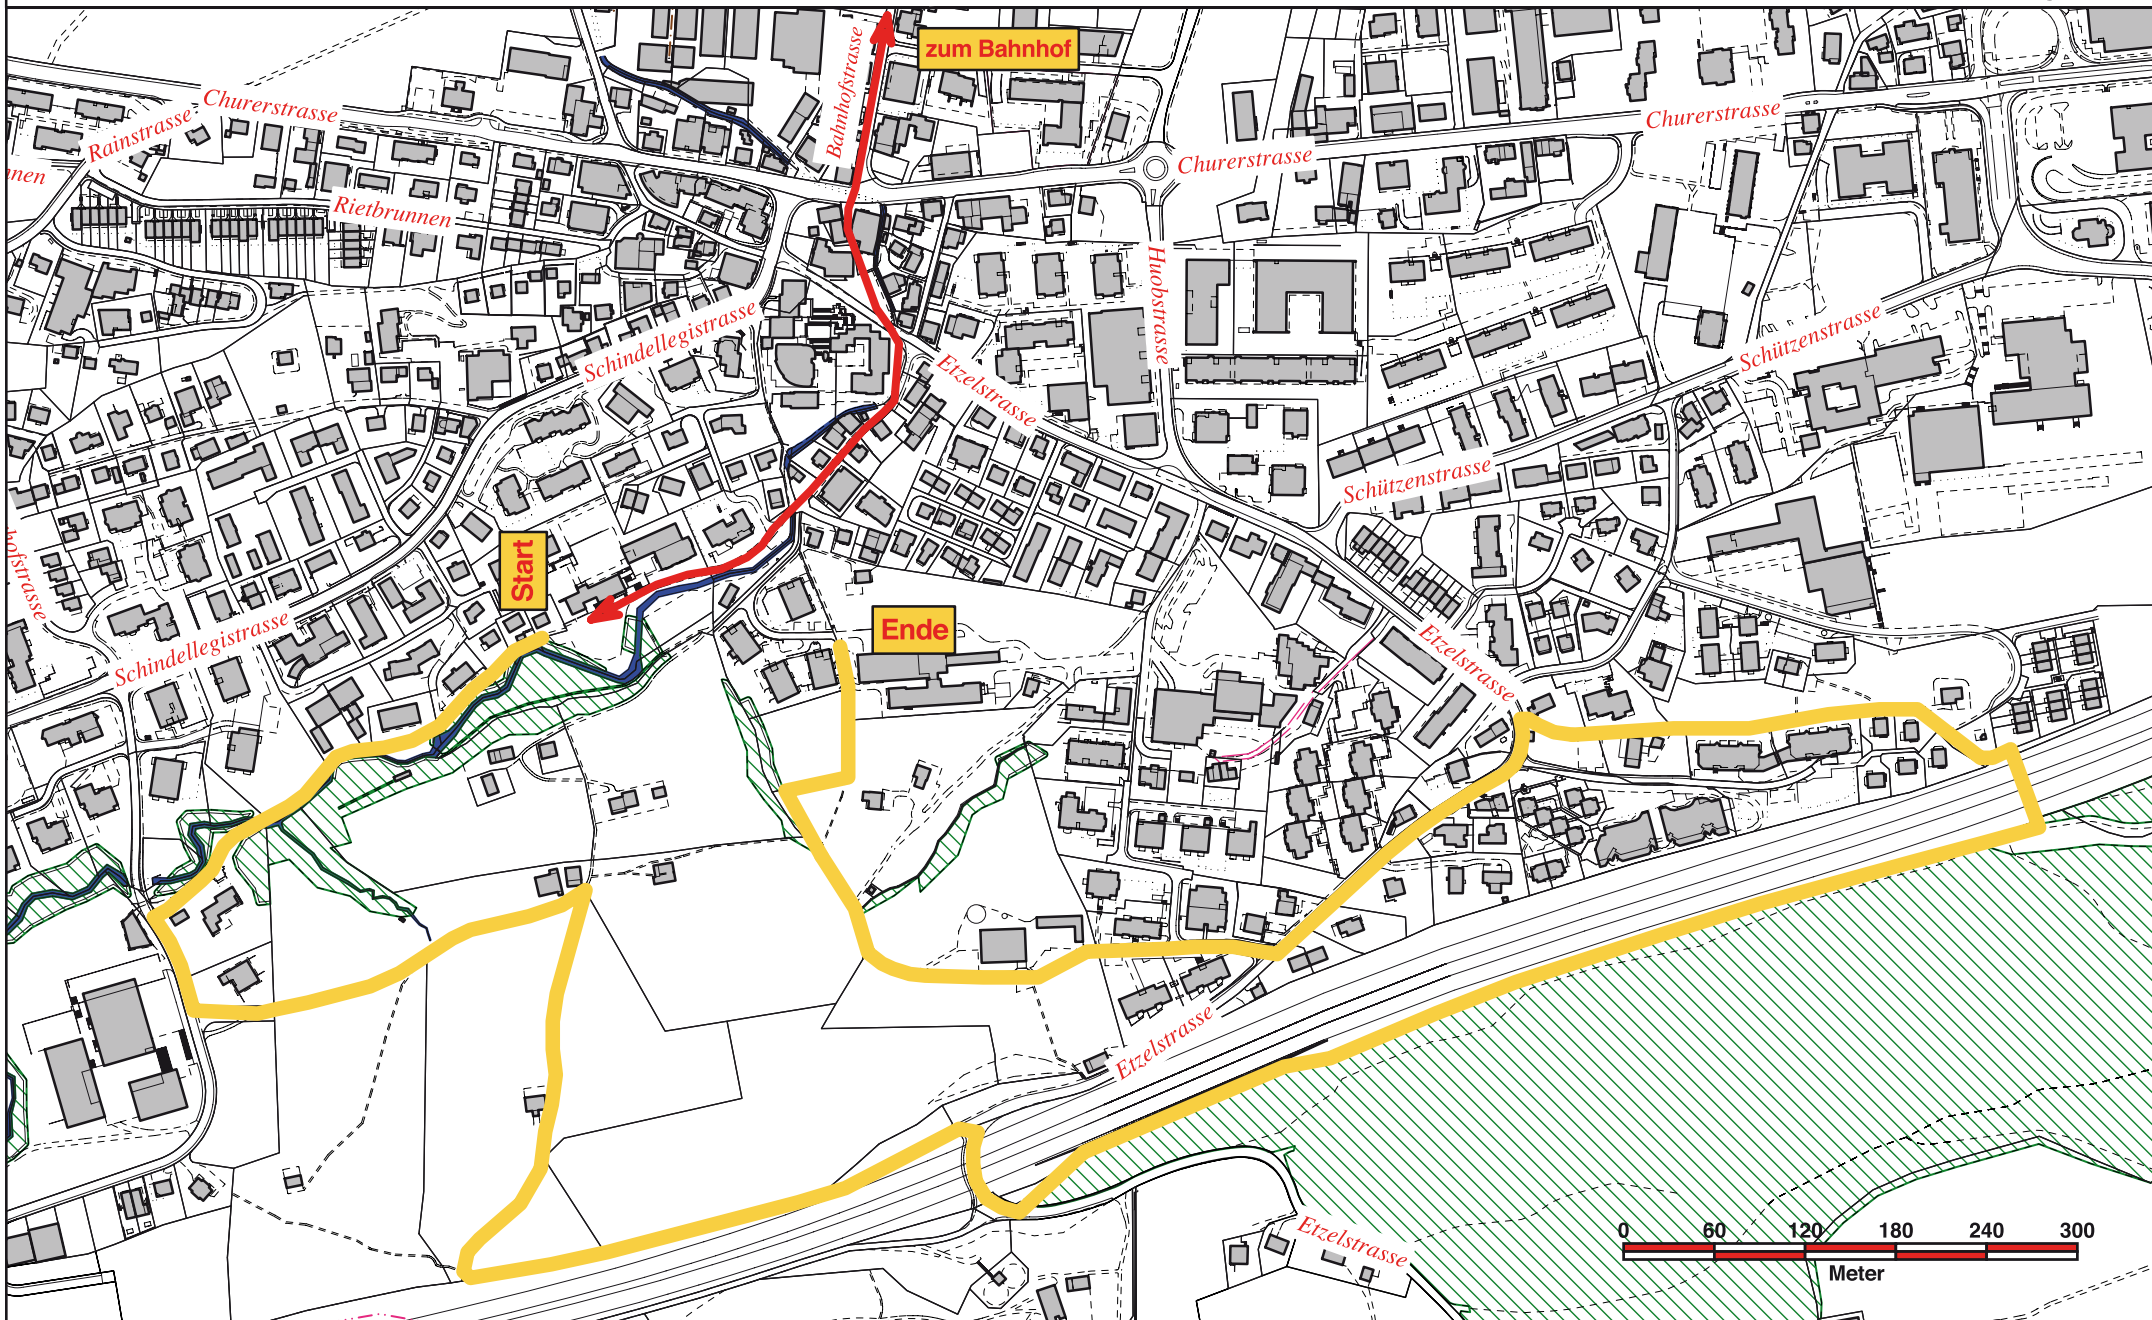 zum Bahnhof
Bahnhofstrasse
Churerstrasse
Rainstrasse
Churerstrasse
Churerstrasse
nnen
Rietbrunnen
Huobstrasse
Schindellegistrasse
Schützenstrasse
Etzelstrasse
Schützenstrasse
hofstrasse
Start
Ende
Schindellegistrasse
Etzelstrasse
Etzelstrasse
Etzelstrasse
0 60 120 180 240 300
Meter